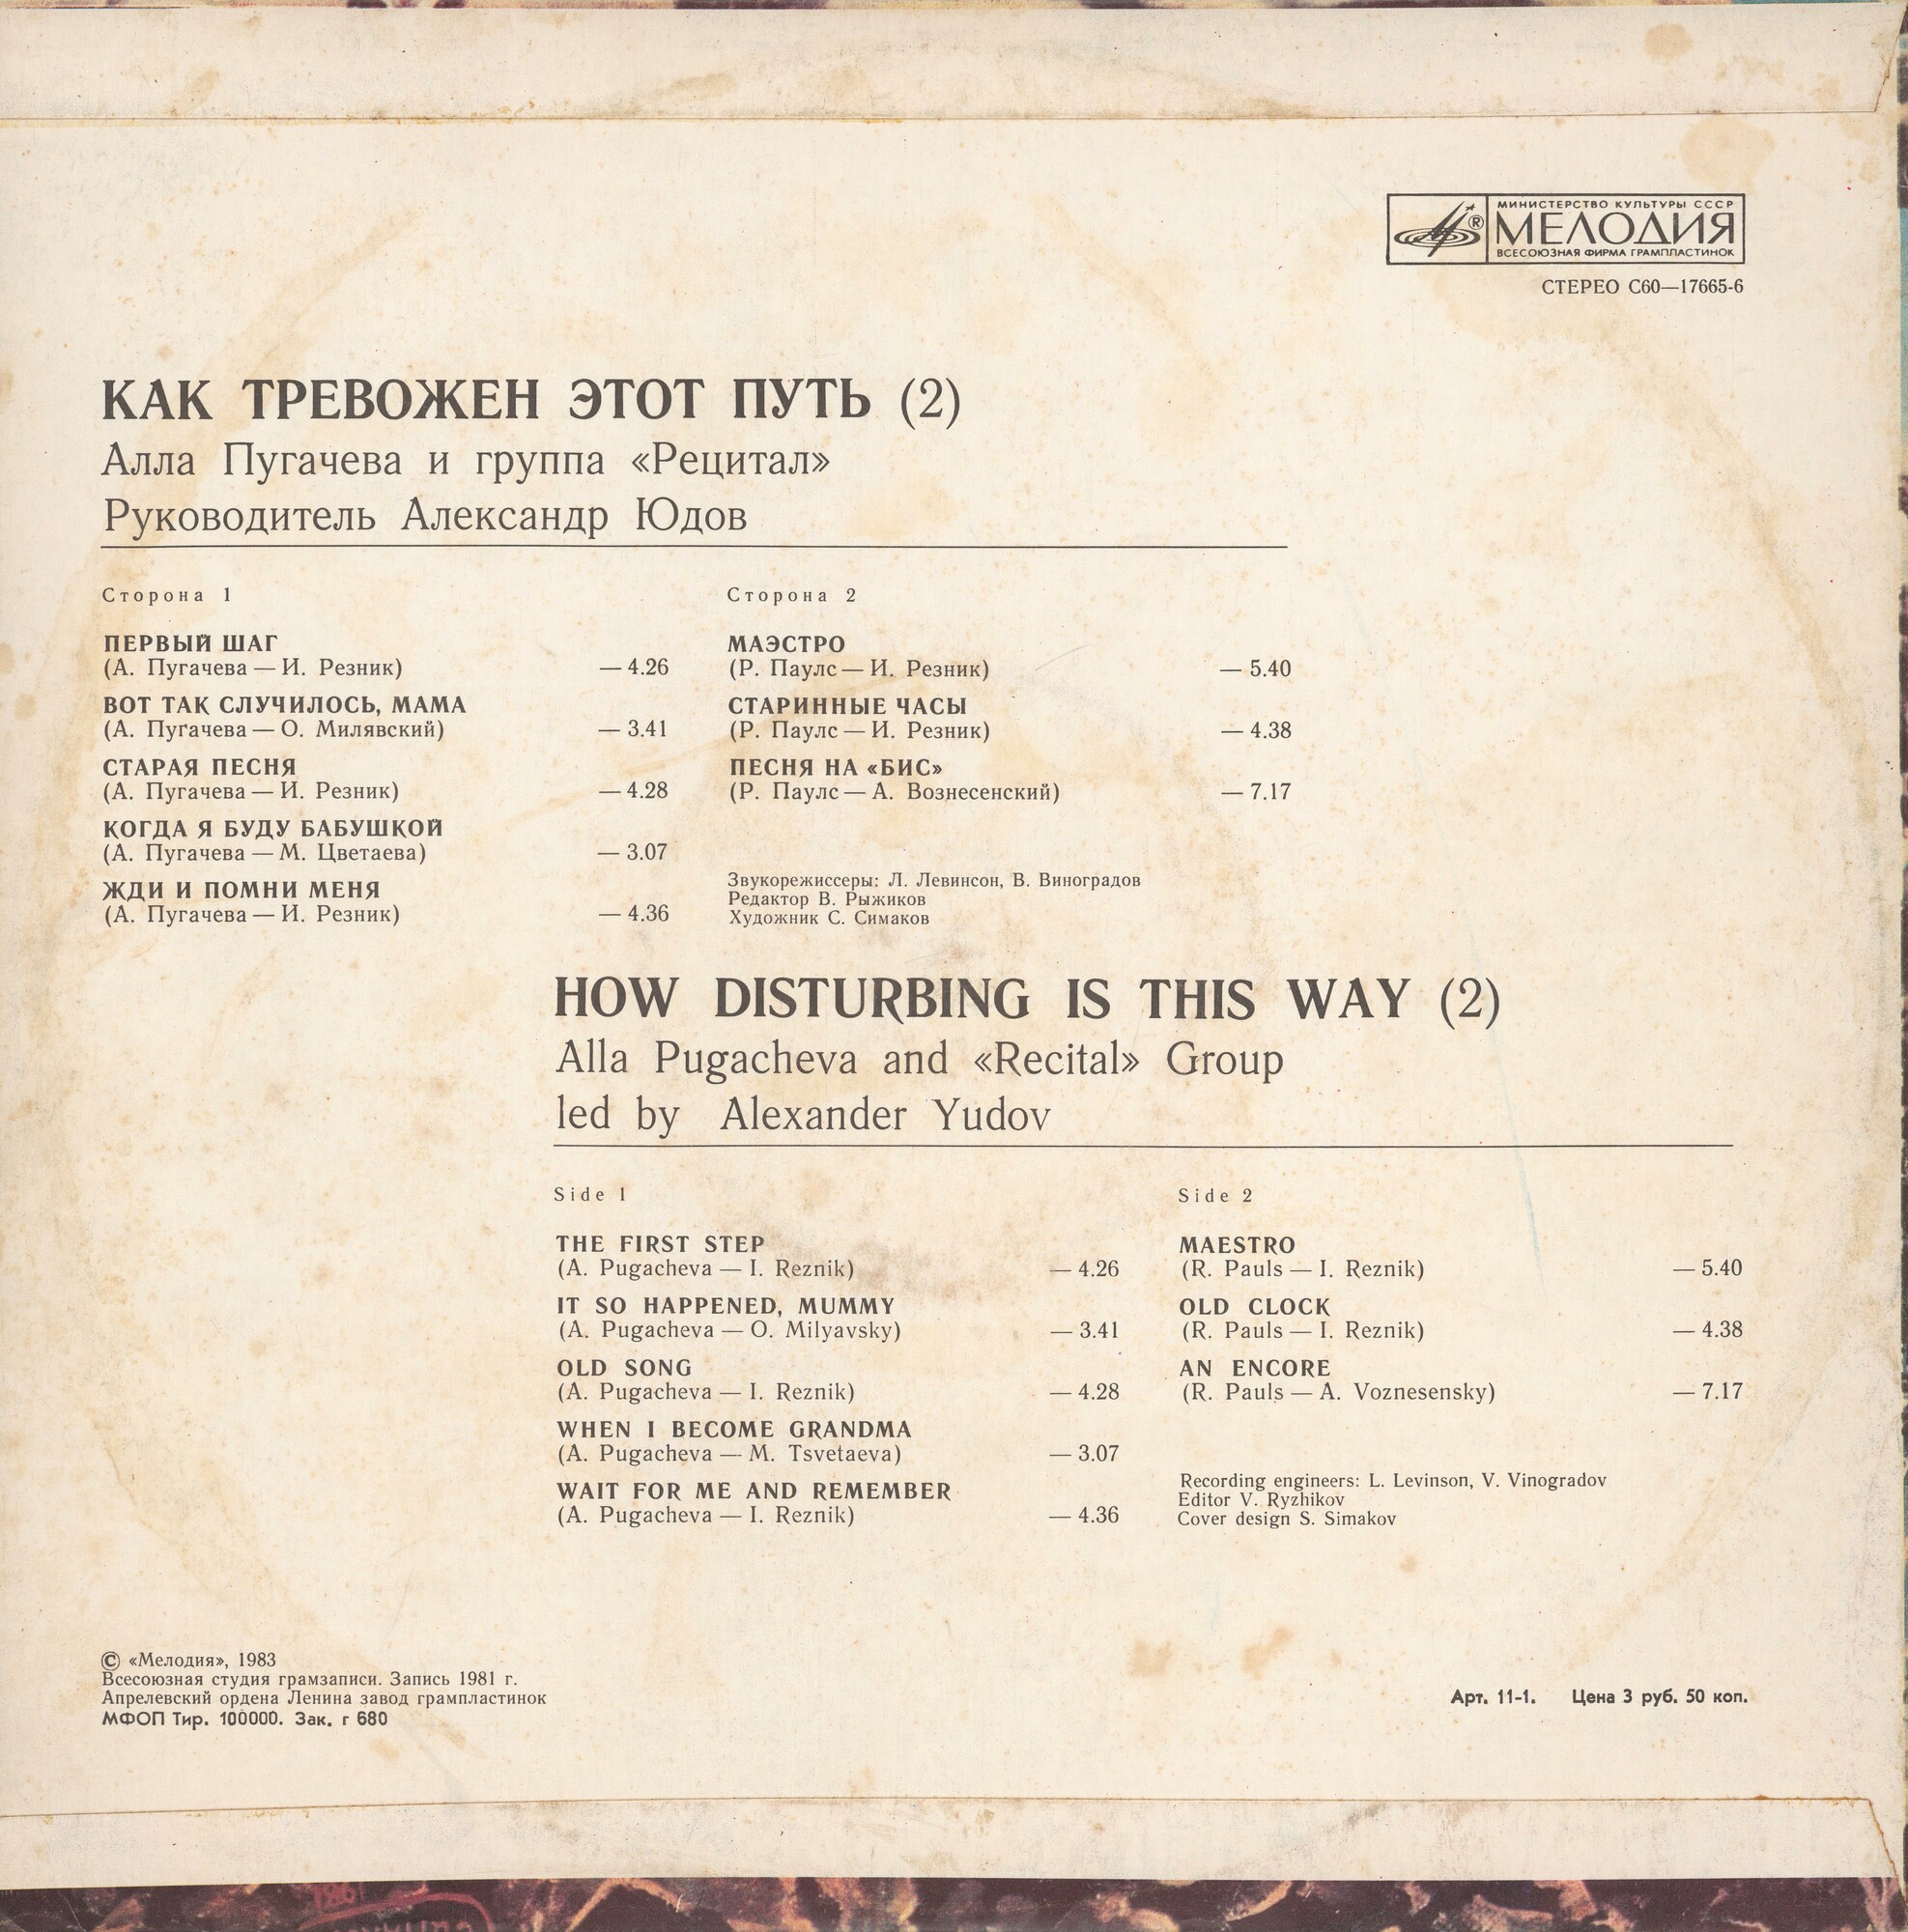 МИНИСТЕРСТВО КУЛЬТУРЫ СССР
МЕЛОДИЯ
ВСЕСОЮЗНАЯ ФИРМА ГРАМПЛАСТИНОК
СТЕРЕО С60—17665-6
КАК ТРЕВОЖЕН ЭТОТ ПУТЬ (2)
Алла Пугачева и группа «Рецитал»
Руководитель Александр Юдов
Сторона 1
ПЕРВЫЙ ШАГ
(А. Пугачева — И. Резник) — 4.26
ВОТ ТАК СЛУЧИЛОСЬ, МАМА
(А. Пугачева — О. Милявский) — 3.41
СТАРАЯ ПЕСНЯ
(А. Пугачева — И. Резник) — 4.28
КОГДА Я БУДУ БАБУШКОЙ
(А. Пугачева — М. Цветаева) — 3.07
ЖДИ И ПОМНИ МЕНЯ
(А. Пугачева — И. Резник) — 4.36
Сторона 2
МАЭСТРО
(Р. Паулс — И. Резник) — 5.40
СТАРИННЫЕ ЧАСЫ
(Р. Паулс — И. Резник) — 4.38
ПЕСНЯ НА «БИС»
(Р. Паулс — А. Вознесенский) — 7.17
Звукорежиссеры: Л. Левинсон, В. Виноградов
Редактор В. Рыжиков
Художник С. Симаков
HOW DISTURBING IS THIS WAY (2)
Alla Pugacheva and «Recital» Group
led by Alexander Yudov
Side 1
THE FIRST STEP
(A. Pugacheva — I. Reznik) — 4.26
IT SO HAPPENED, MUMMY
(A. Pugacheva — O. Milyavsky) — 3.41
OLD SONG
(A. Pugacheva — I. Reznik) — 4.28
WHEN I BECOME GRANDMA
(A. Pugacheva — M. Tsvetaeva) — 3.07
WAIT FOR ME AND REMEMBER
(A. Pugacheva — I. Reznik) — 4.36
Side 2
MAESTRO
(R. Pauls — I. Reznik) — 5.40
OLD CLOCK
(R. Pauls — I. Reznik) — 4.38
AN ENCORE
(R. Pauls — A. Voznesensky) — 7.17
Recording engineers: L. Levinson, V. Vinogradov
Editor V. Ryzhikov
Cover design S. Simakov
© «Мелодия», 1983
Всесоюзная студия грамзаписи. Запись 1981 г.
Апрелевский ордена Ленина завод грампластинок
МФОП Тир. 100000. Зак. г 680
Арт. 11-1. Цена 3 руб. 50 коп.